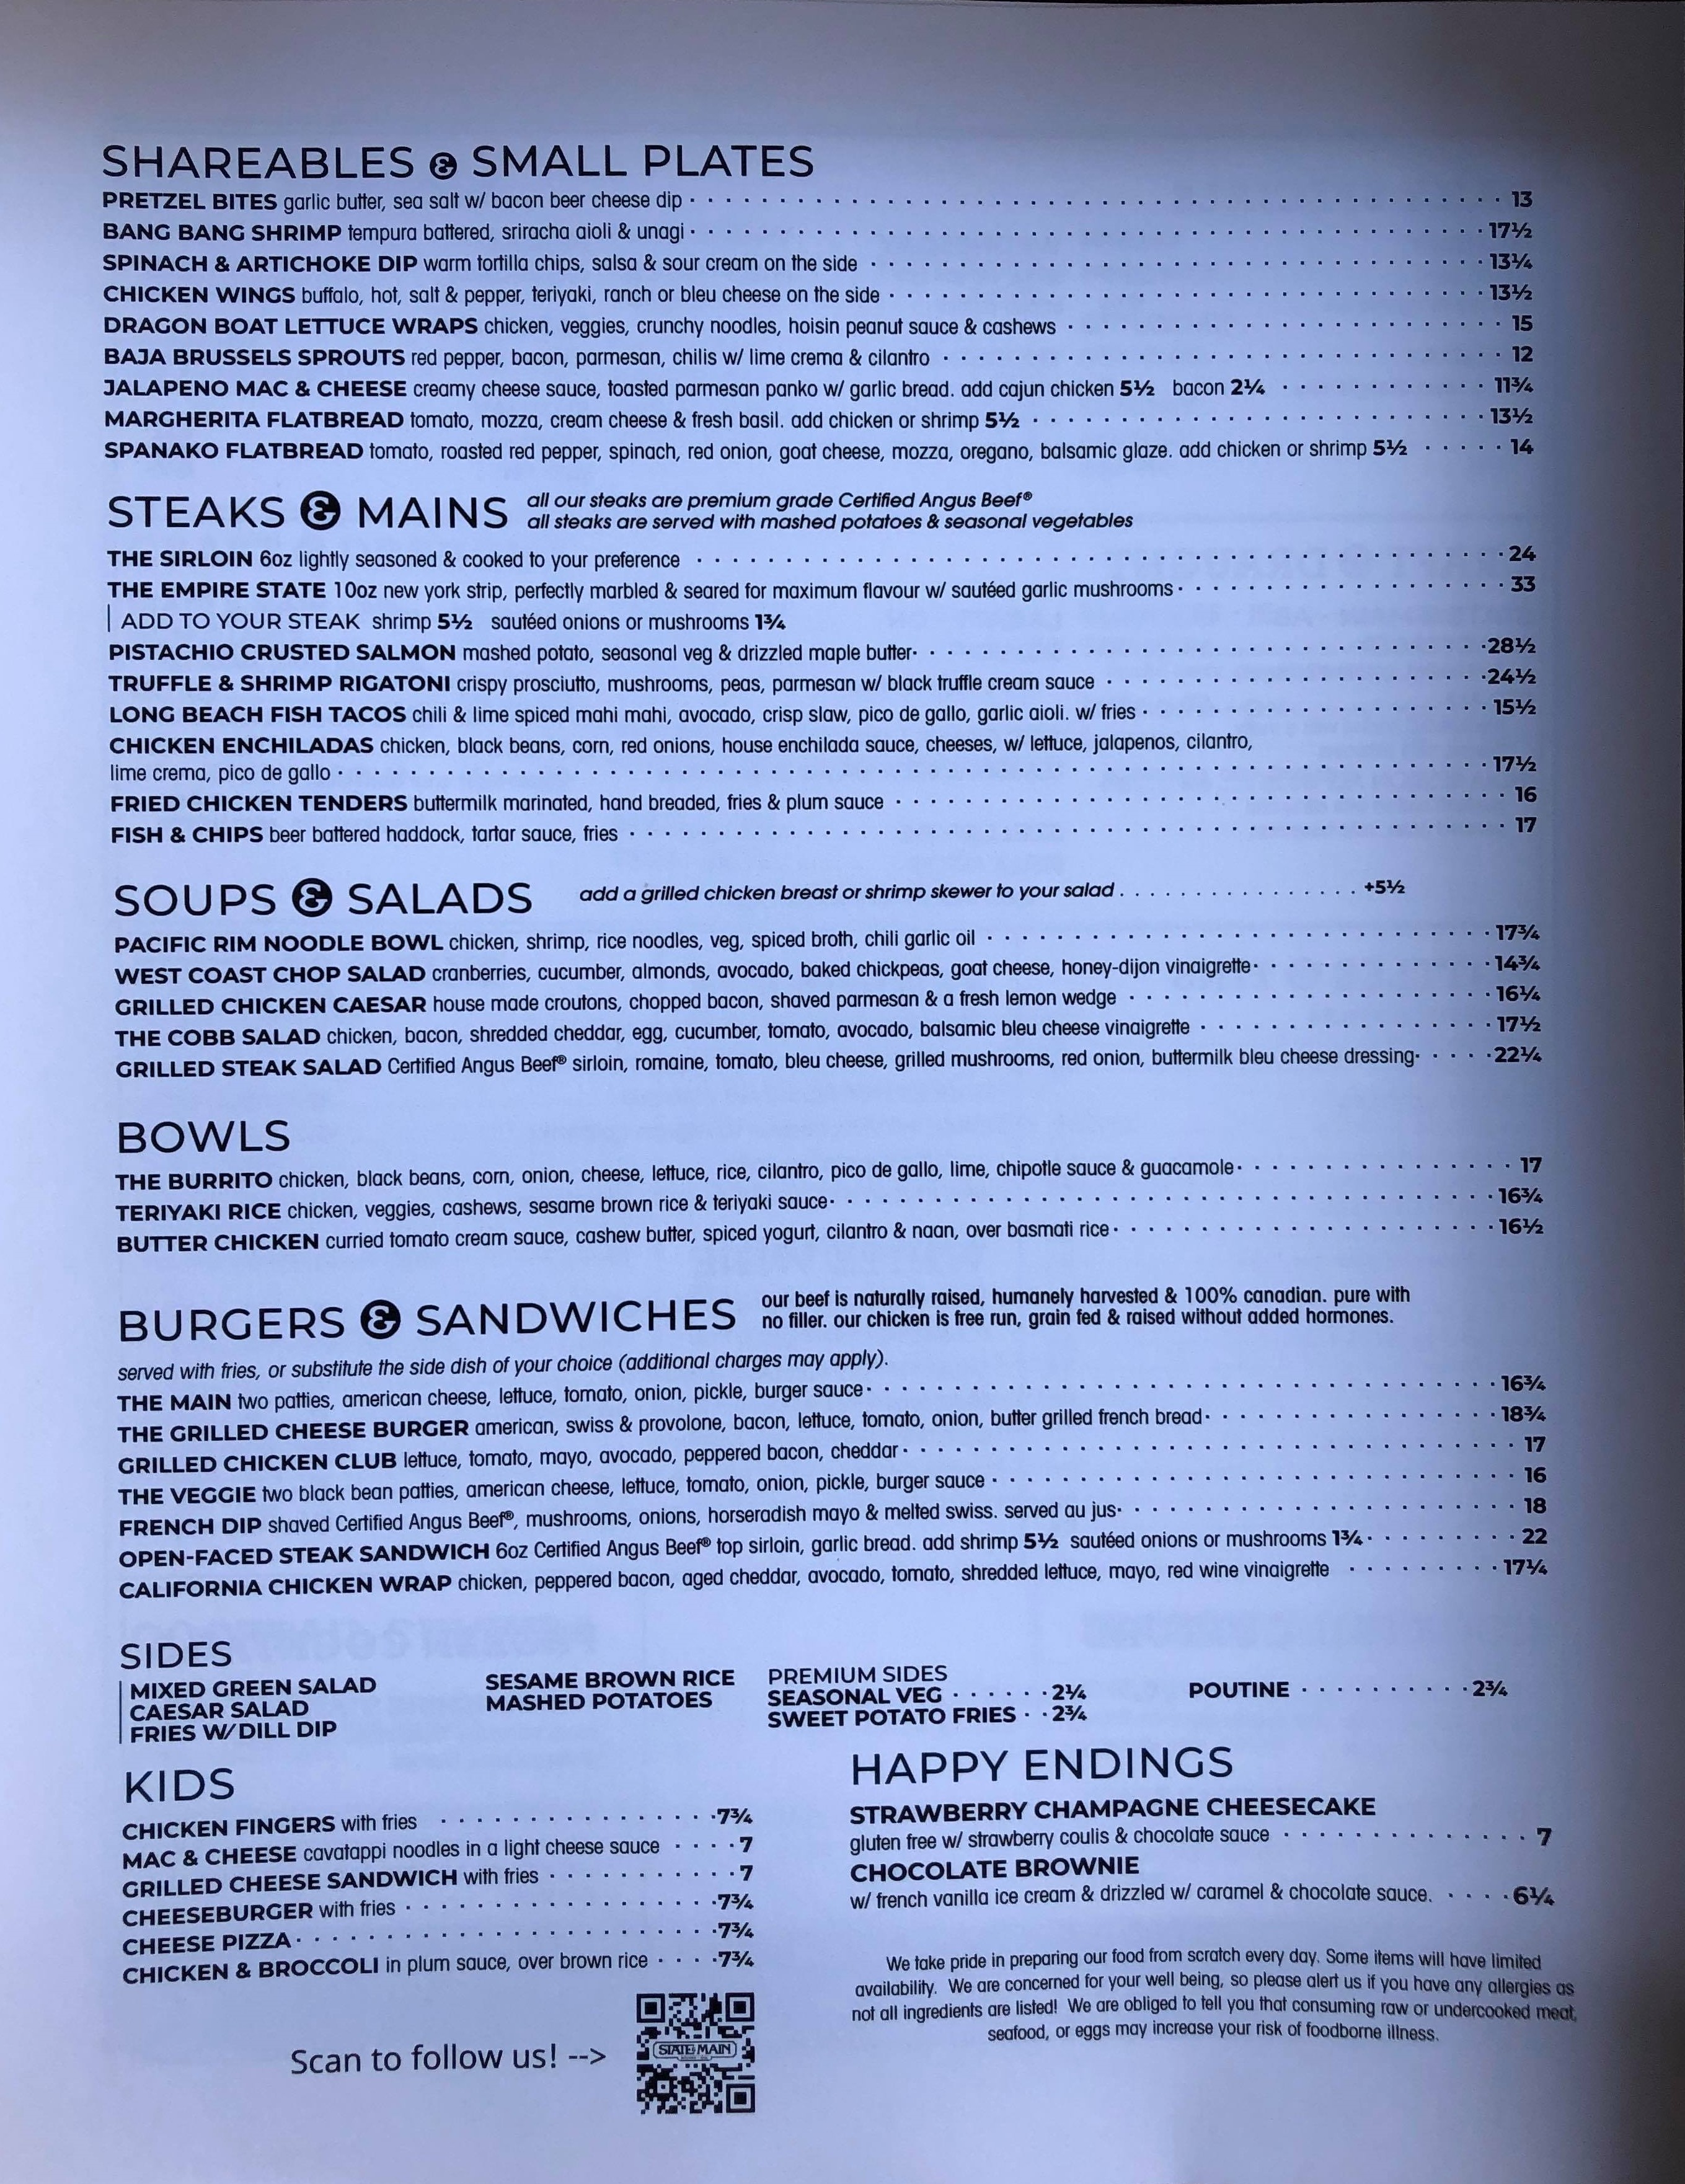 SHAREABLES & SMALL PLATES
PRETZEL BITES garlic butter, sea salt w/ bacon beer cheese dip 13
BANG BANG SHRIMP tempura battered, sriracha aioli & unagi 17½
SPINACH & ARTICHOKE DIP warm tortilla chips, salsa & sour cream on the side 13¼
CHICKEN WINGS buffalo, hot, salt & pepper, teriyaki, ranch or bleu cheese on the side 13½
DRAGON BOAT LETTUCE WRAPS chicken, veggies, crunchy noodles, hoisin peanut sauce & cashews 15
BAJA BRUSSELS SPROUTS red pepper, bacon, parmesan, chilis w/ lime crema & cilantro 12
JALAPENO MAC & CHEESE creamy cheese sauce, toasted parmesan panko w/ garlic bread. add cajun chicken 5½ bacon 2¼ 11¾
MARGHERITA FLATBREAD tomato, mozza, cream cheese & fresh basil. add chicken or shrimp 5½ 13½
SPANAKO FLATBREAD tomato, roasted red pepper, spinach, red onion, goat cheese, mozza, oregano, balsamic glaze. add chicken or shrimp 5½ 14
STEAKS & MAINS
all our steaks are premium grade Certified Angus Beef®
all steaks are served with mashed potatoes & seasonal vegetables
THE SIRLOIN 6oz lightly seasoned & cooked to your preference 24
THE EMPIRE STATE 10oz new york strip, perfectly marbled & seared for maximum flavour w/ sautéed garlic mushrooms 33
ADD TO YOUR STEAK shrimp 5½ sautéed onions or mushrooms 1¾
PISTACHIO CRUSTED SALMON mashed potato, seasonal veg & drizzled maple butter 28½
TRUFFLE & SHRIMP RIGATONI crispy prosciutto, mushrooms, peas, parmesan w/ black truffle cream sauce 24½
LONG BEACH FISH TACOS chili & lime spiced mahi mahi, avocado, crisp slaw, pico de gallo, garlic aioli. w/ fries 15½
CHICKEN ENCHILADAS chicken, black beans, corn, red onions, house enchilada sauce, cheeses, w/ lettuce, jalapenos, cilantro,
lime crema, pico de gallo 17½
FRIED CHICKEN TENDERS buttermilk marinated, hand breaded, fries & plum sauce 16
FISH & CHIPS beer battered haddock, tartar sauce, fries 17
SOUPS & SALADS
add a grilled chicken breast or shrimp skewer to your salad +5½
PACIFIC RIM NOODLE BOWL chicken, shrimp, rice noodles, veg, spiced broth, chili garlic oil 17¾
WEST COAST CHOP SALAD cranberries, cucumber, almonds, avocado, baked chickpeas, goat cheese, honey-dijon vinaigrette 14¾
GRILLED CHICKEN CAESAR house made croutons, chopped bacon, shaved parmesan & a fresh lemon wedge 16¼
THE COBB SALAD chicken, bacon, shredded cheddar, egg, cucumber, tomato, avocado, balsamic bleu cheese vinaigrette 17½
GRILLED STEAK SALAD Certified Angus Beef® sirloin, romaine, tomato, bleu cheese, grilled mushrooms, red onion, buttermilk bleu cheese dressing 22¼
BOWLS
THE BURRITO chicken, black beans, corn, onion, cheese, lettuce, rice, cilantro, pico de gallo, lime, chipotle sauce & guacamole 17
TERIYAKI RICE chicken, veggies, cashews, sesame brown rice & teriyaki sauce 16¾
BUTTER CHICKEN curried tomato cream sauce, cashew butter, spiced yogurt, cilantro & naan, over basmati rice 16½
BURGERS & SANDWICHES
our beef is naturally raised, humanely harvested & 100% canadian. pure with
no filler. our chicken is free run, grain fed & raised without added hormones.
served with fries, or substitute the side dish of your choice (additional charges may apply).
THE MAIN two patties, american cheese, lettuce, tomato, onion, pickle, burger sauce 16¾
THE GRILLED CHEESE BURGER american, swiss & provolone, bacon, lettuce, tomato, onion, butter grilled french bread 18¾
GRILLED CHICKEN CLUB lettuce, tomato, mayo, avocado, peppered bacon, cheddar 17
THE VEGGIE two black bean patties, american cheese, lettuce, tomato, onion, pickle, burger sauce 16
FRENCH DIP shaved Certified Angus Beef®, mushrooms, onions, horseradish mayo & melted swiss. served au jus 18
OPEN-FACED STEAK SANDWICH 6oz Certified Angus Beef® top sirloin, garlic bread. add shrimp 5½ sautéed onions or mushrooms 1¾ 22
CALIFORNIA CHICKEN WRAP chicken, peppered bacon, aged cheddar, avocado, tomato, shredded lettuce, mayo, red wine vinaigrette 17¼
SIDES
MIXED GREEN SALAD
CAESAR SALAD
FRIES W/ DILL DIP
SESAME BROWN RICE
MASHED POTATOES
PREMIUM SIDES
SEASONAL VEG 2¼
SWEET POTATO FRIES 2¾
POUTINE 2¾
KIDS
CHICKEN FINGERS with fries 7¾
MAC & CHEESE cavatappi noodles in a light cheese sauce 7
GRILLED CHEESE SANDWICH with fries 7
CHEESEBURGER with fries 7¾
CHEESE PIZZA 7¾
CHICKEN & BROCCOLI in plum sauce, over brown rice 7¾
HAPPY ENDINGS
STRAWBERRY CHAMPAGNE CHEESECAKE
gluten free w/ strawberry coulis & chocolate sauce 7
CHOCOLATE BROWNIE
w/ french vanilla ice cream & drizzled w/ caramel & chocolate sauce. 6¼
We take pride in preparing our food from scratch every day. Some items will have limited
availability. We are concerned for your well being, so please alert us if you have any allergies as
not all ingredients are listed! We are obliged to tell you that consuming raw or undercooked meat,
seafood, or eggs may increase your risk of foodborne illness.
Scan to follow us! -->
STATE & MAIN